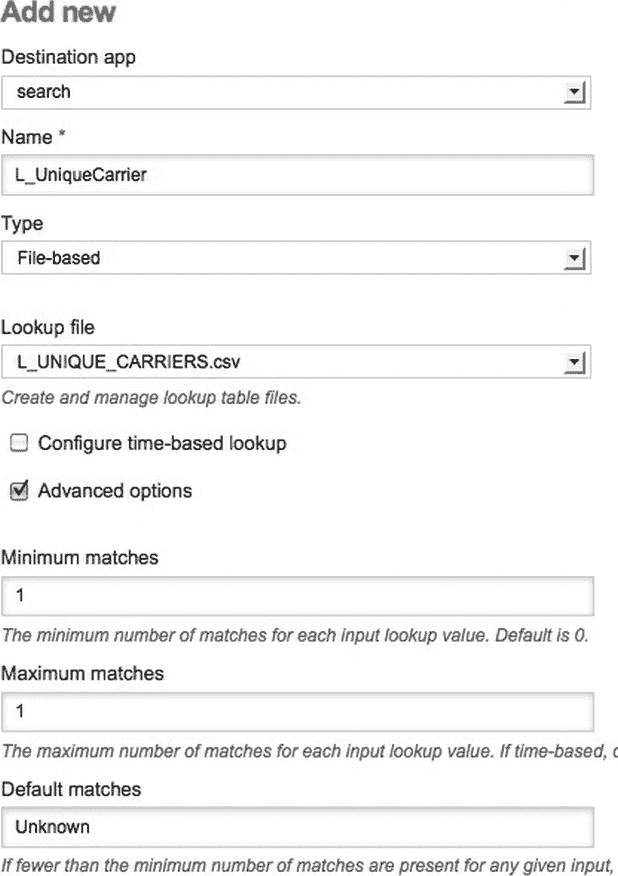 Add new
Destination app
search
Name *
L_UniqueCarrier
Type
File-based
Lookup file
L_UNIQUE_CARRIERS.csv
Create and manage lookup table files.
Configure time-based lookup
Advanced options
Minimum matches
1
The minimum number of matches for each input lookup value. Default is 0.
Maximum matches
1
The maximum number of matches for each input lookup value. If time-based,
Default matches
Unknown
If fewer than the minimum number of matches are present for any given input,